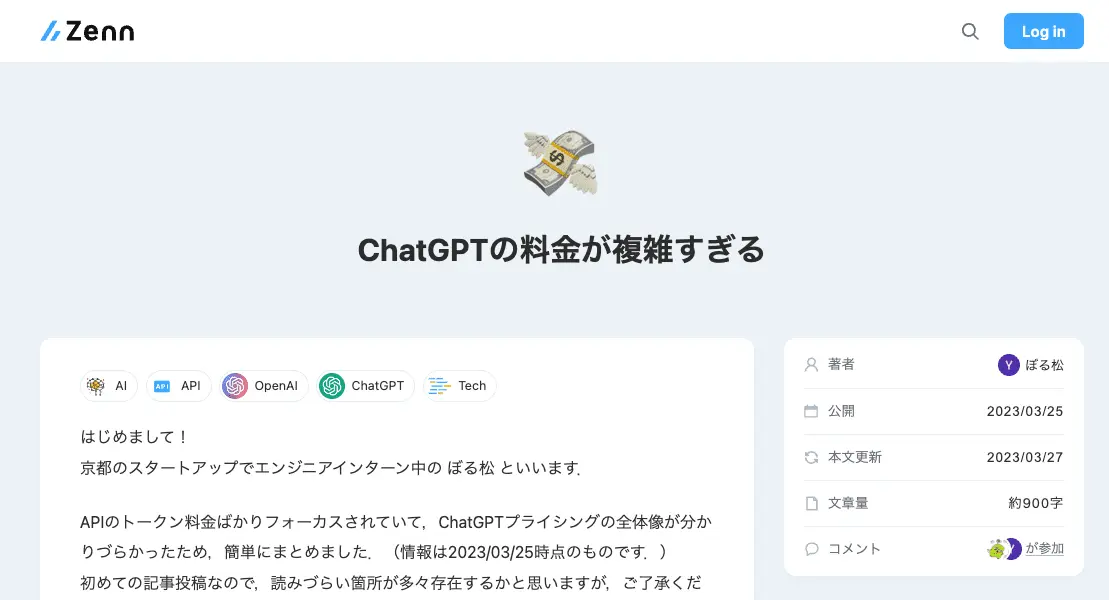 Zenn
Log in
ChatGPTの料金が複雑すぎる
AI
API
API
OpenAI
ChatGPT
Tech
はじめまして！
京都のスタートアップでエンジニアインターン中の ぼる松 といいます．
APIのトークン料金ばかりフォーカスされていて，ChatGPTプライシングの全体像が分か
りづらかったため，簡単にまとめました．（情報は2023/03/25時点のものです．）
初めての記事投稿なので，読みづらい箇所が多々存在するかと思いますが，ご了承くだ
著者
Y
ぼる松
公開
2023/03/25
本文更新
2023/03/27
文章量
約900字
コメント
が参加